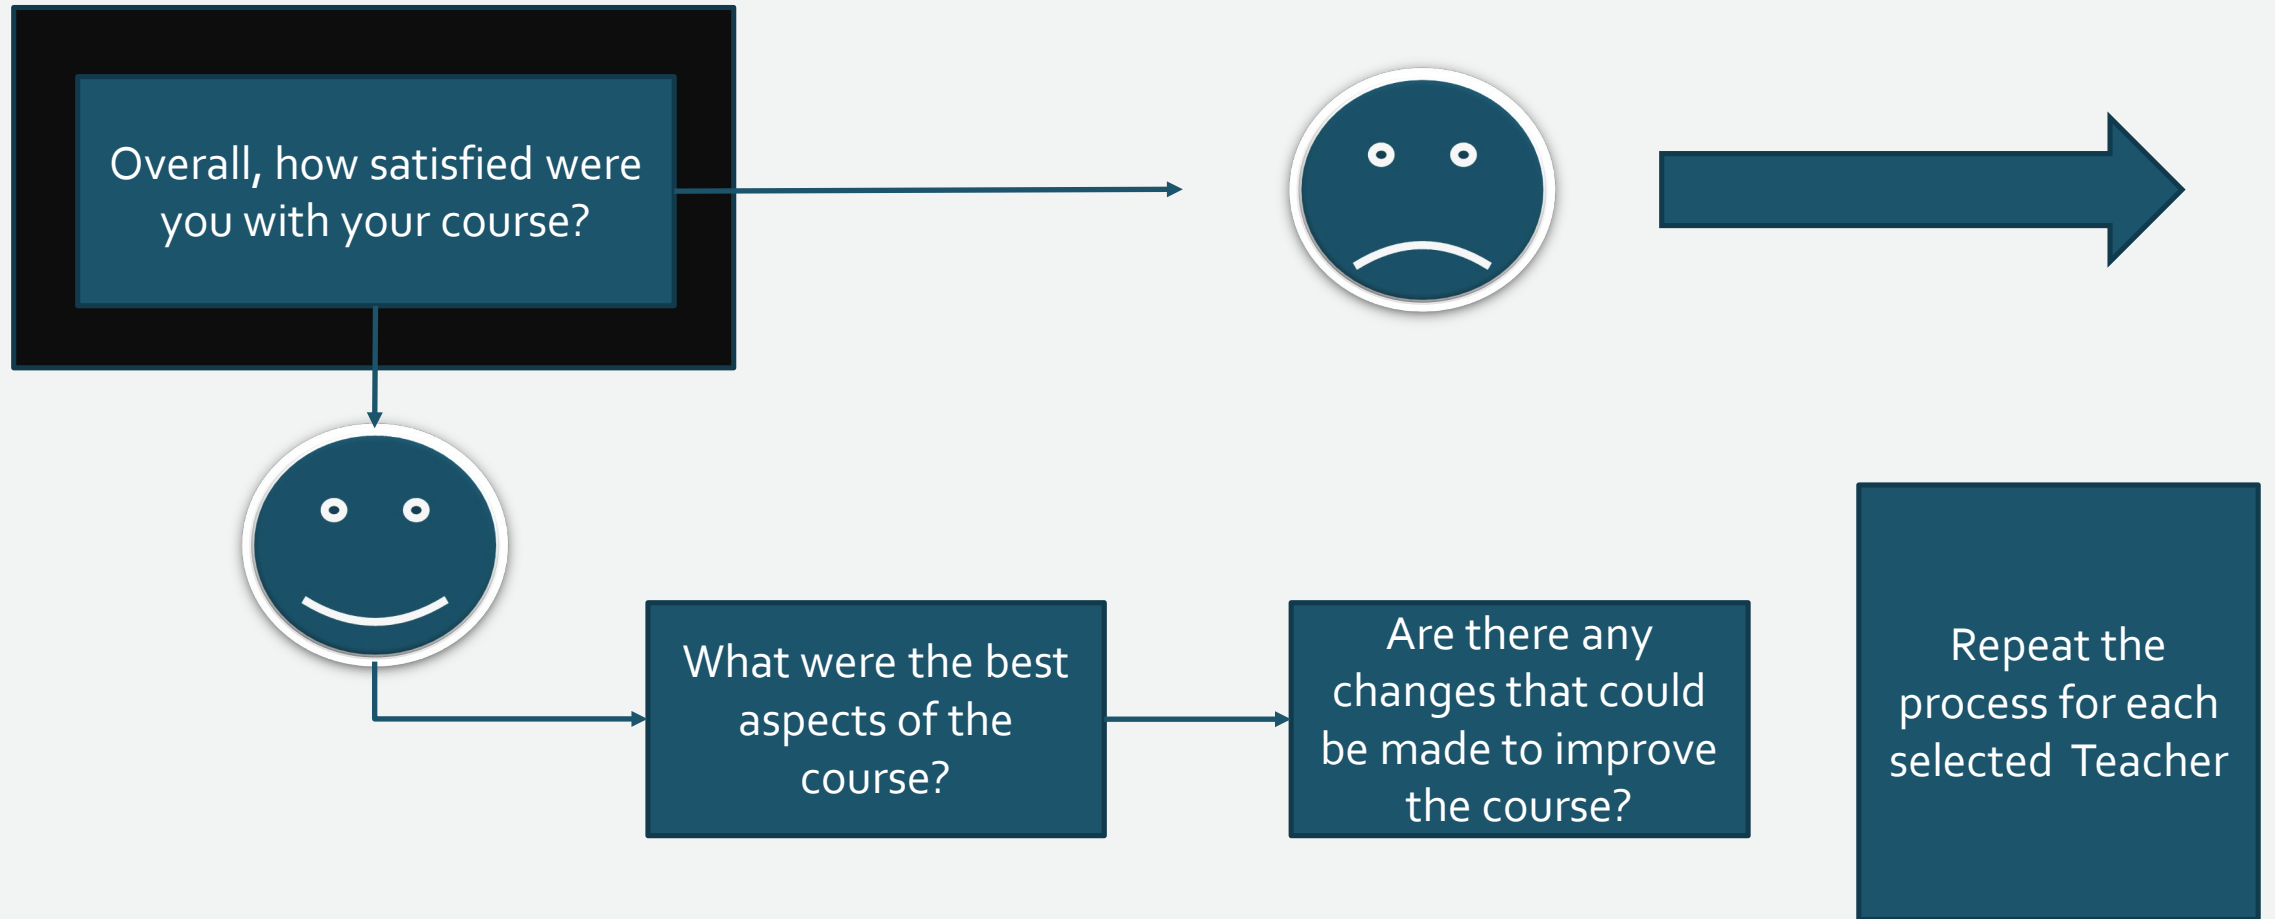 Overall, how satisfied were
you with your course?
What were the best
aspects of the
course?
Are there any
changes that could
be made to improve
the course?
Repeat the
process for each
selected  Teacher